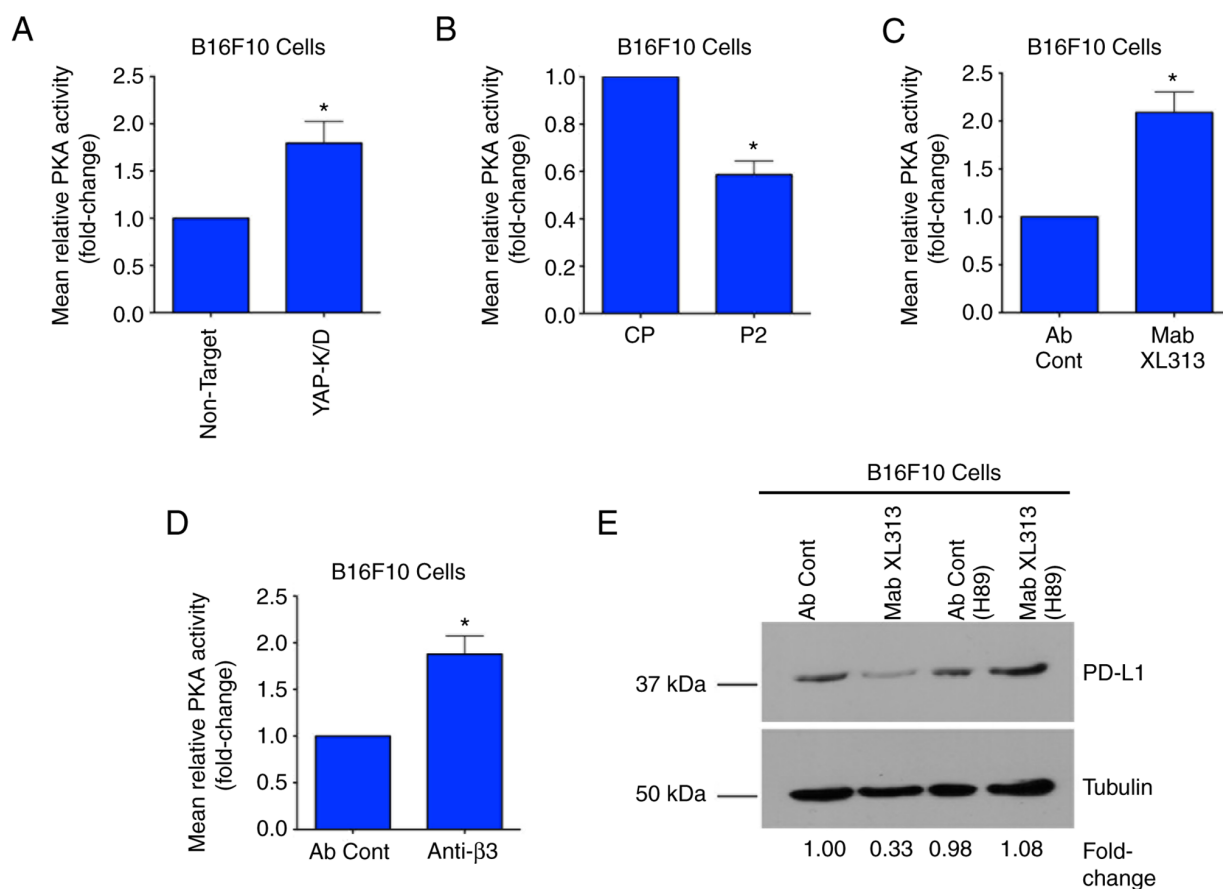 A
B16F10 Cells
Mean relative PKA activity
(fold-change)
2.5
2.0
1.5
1.0
0.5
0.0
*
Non-Target
YAP-K/D
B
B16F10 Cells
Mean relative PKA activity
(fold-change)
1.0
0.8
0.6
0.4
0.2
0.0
*
CP
P2
C
B16F10 Cells
Mean relative PKA activity
(fold-change)
2.5
2.0
1.5
1.0
0.5
0.0
*
Ab
Cont
Mab
XL313
D
B16F10 Cells
Mean relative PKA activity
(fold-change)
2.5
2.0
1.5
1.0
0.5
0.0
*
Ab Cont
Anti-β3
E
B16F10 Cells
Ab Cont
Mab XL313
Ab Cont
(H89)
Mab XL313
(H89)
37 kDa
PD-L1
50 kDa
Tubulin
1.00 0.33 0.98 1.08 Fold-
change